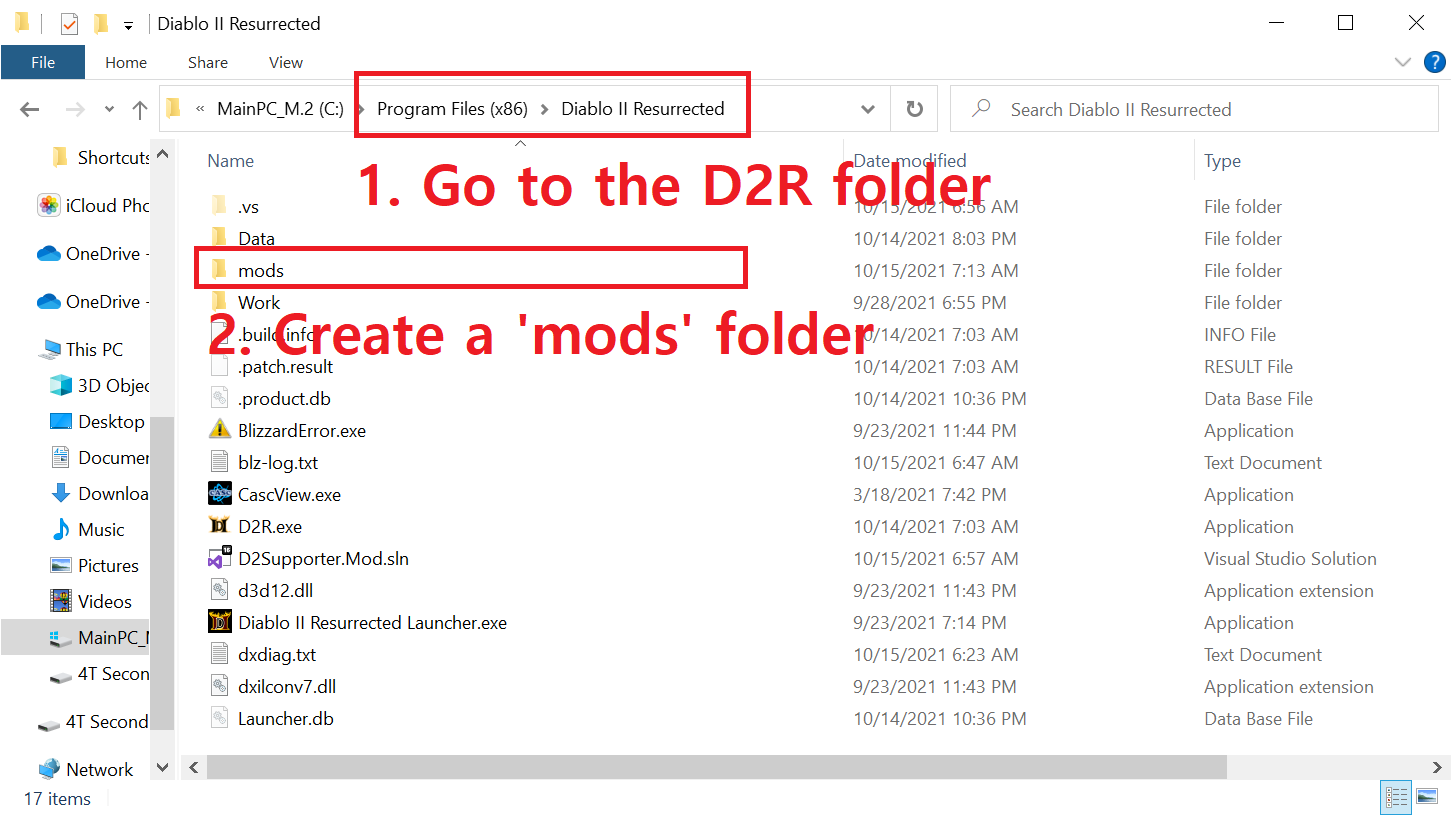 Diablo II Resurrected
File Home Share View
« MainPC_M.2 (C:) > Program Files (x86) > Diablo II Resurrected
Search Diablo II Resurrected
1. Go to the D2R folder
2. Create a 'mods' folder
Shortcuts
iCloud Pho
OneDrive -
OneDrive -
This PC
3D Objec
Desktop
Documen
Downloa
Music
Pictures
Videos
MainPC_M
4T Secon
4T Second
Network
Name Date modified Type
.vs 10/15/2021 6:56 AM File folder
Data 10/14/2021 8:03 PM File folder
mods 10/15/2021 7:13 AM File folder
Work 9/28/2021 6:55 PM File folder
.build.info 10/14/2021 7:03 AM INFO File
.patch.result 10/14/2021 7:03 AM RESULT File
.product.db 10/14/2021 10:36 PM Data Base File
BlizzardError.exe 9/23/2021 11:44 PM Application
blz-log.txt 10/15/2021 6:47 AM Text Document
CascView.exe 3/18/2021 7:42 PM Application
D2R.exe 10/14/2021 7:03 AM Application
D2Supporter.Mod.sln 10/15/2021 6:57 AM Visual Studio Solution
d3d12.dll 9/23/2021 11:43 PM Application extension
Diablo II Resurrected Launcher.exe 9/23/2021 7:14 PM Application
dxdiag.txt 10/15/2021 6:23 AM Text Document
dxilconv7.dll 9/23/2021 11:43 PM Application extension
Launcher.db 10/14/2021 10:36 PM Data Base File
17 items